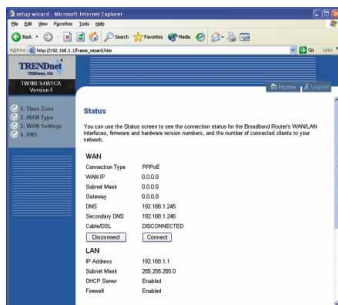 setup wizard - Microsoft Internet Explorer
File Edit View Favorites Tools Help
Back Search Favorites Media
Address http://192.168.1.1/frame_wizard.htm Go Links
TRENDnet
TRENDware, USA
Version F
Home Logout
1. Time Zone
2. WAN Type
3. WAN Settings
4. DNS
Status
You can use the Status screen to see the connection status for the Broadband Router's WAN/LAN
interfaces, firmware and hardware version numbers, and the number of connected clients to your
network.
WAN
Connection Type PPPoE
WAN IP 0.0.0.0
Subnet Mask 0.0.0.0
Gateway 0.0.0.0
DNS 192.168.1.245
Secondary DNS 192.168.1.246
Cable/DSL DISCONNECTED
Disconnect Connect
LAN
IP Address 192.168.1.1
Subnet Mask 255.255.255.0
DHCP Server Enabled
Firewall Enabled